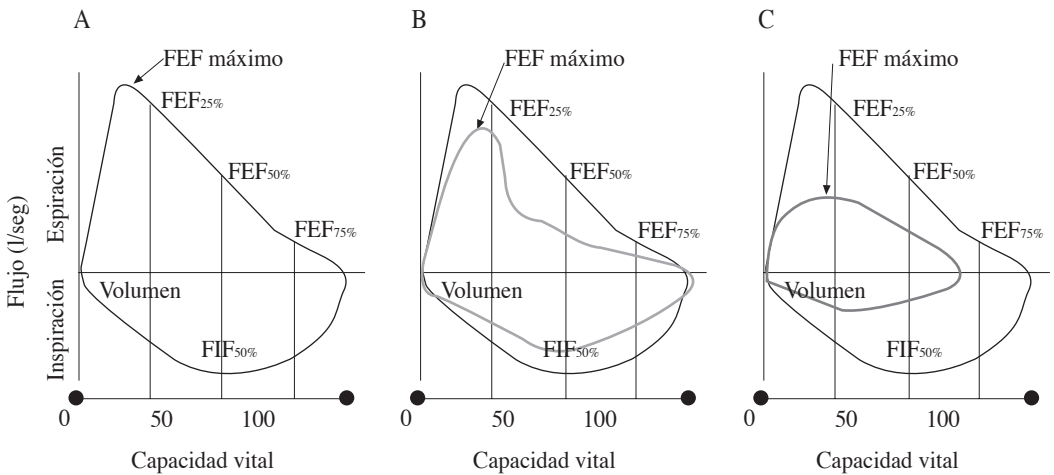 A
FEF máximo
FEF25%
FEF50%
FEF75%
Volumen
FIF50%
Flujo (l/seg)
Espiración
Inspiración
0 50 100
Capacidad vital
B
FEF máximo
FEF25%
FEF50%
FEF75%
Volumen
FIF50%
0 50 100
Capacidad vital
C
FEF máximo
FEF25%
FEF50%
FEF75%
Volumen
FIF50%
0 50 100
Capacidad vital